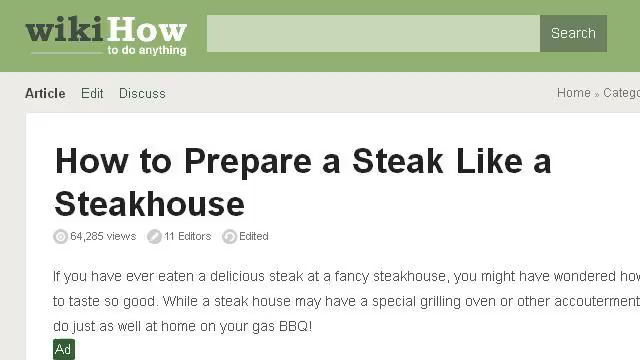 wikiHow
to do anything
Search
Article Edit Discuss
Home » Catego
How to Prepare a Steak Like a
Steakhouse
64,285 views 11 Editors Edited
If you have ever eaten a delicious steak at a fancy steakhouse, you might have wondered how
to taste so good. While a steak house may have a special grilling oven or other accouterment
do just as well at home on your gas BBQ!
Ad